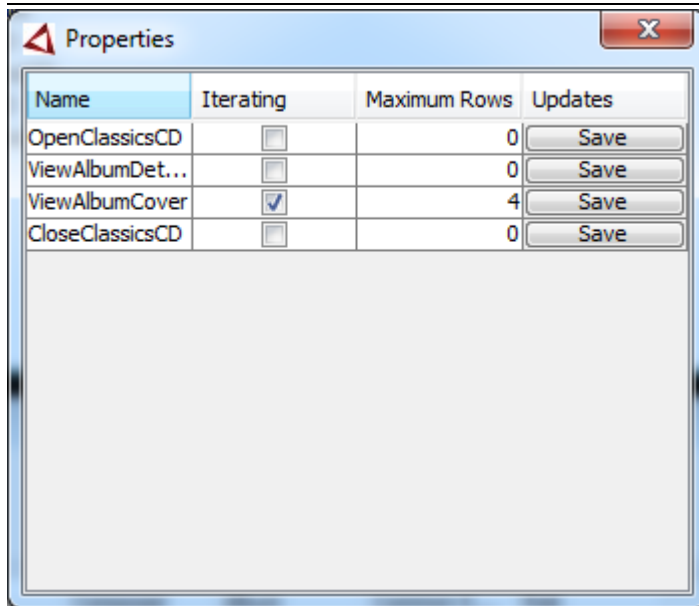 Properties
Name Iterating Maximum Rows Updates
OpenClassicsCD 0 Save
ViewAlbumDet... 0 Save
ViewAlbumCover 4 Save
CloseClassicsCD 0 Save